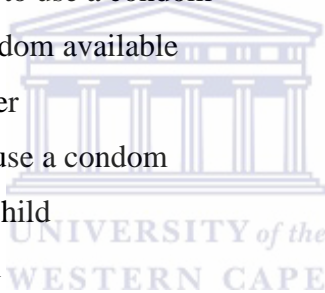 to use a condom
dom available
er
use a condom
hild
UNIVERSITY of the
WESTERN CAPE